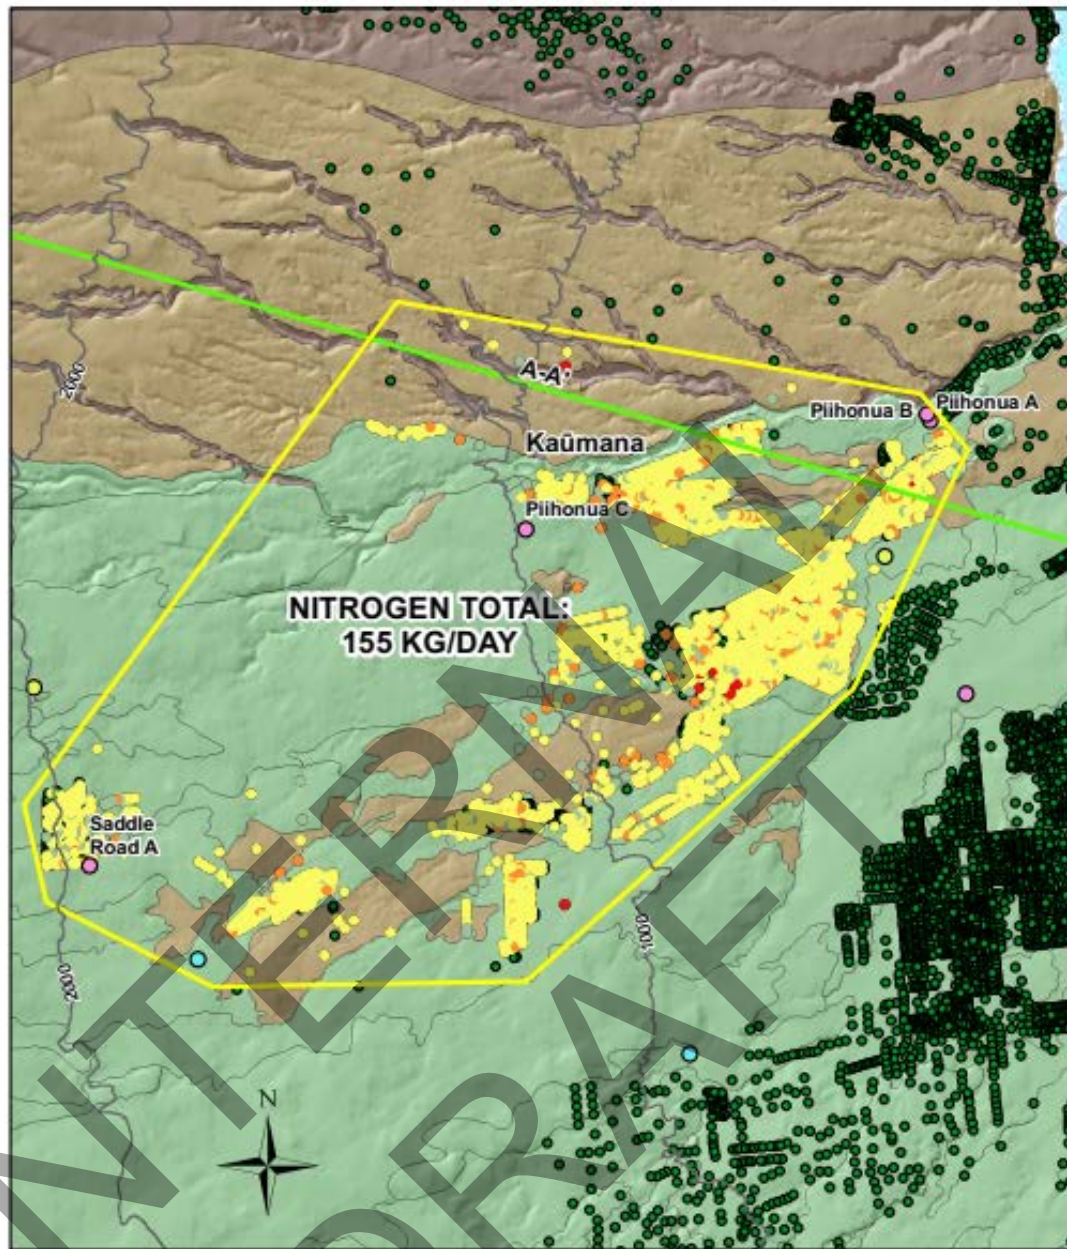 2000
A-A'
Piihonua B
Piihonua A
Kaūmana
Piihonua C
NITROGEN TOTAL:
155 KG/DAY
Saddle
Road A
2000
1000
N
INTERNAL
DRAFT